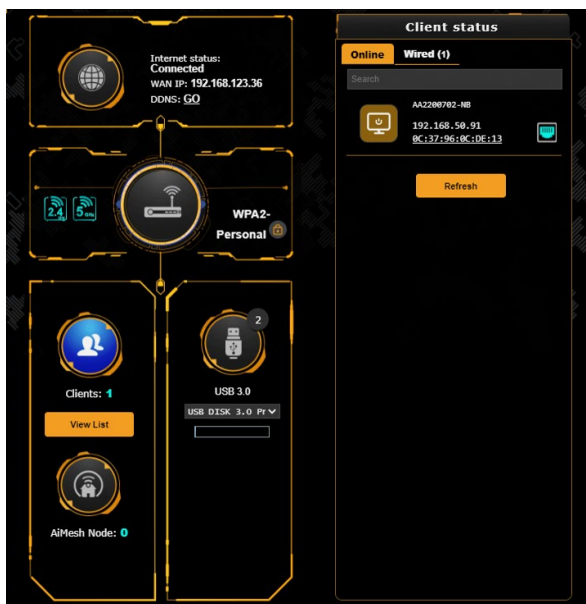 Internet status:
Connected
WAN IP: 192.168.123.36
DDNS: GO
2.4
5
WPA2-
Personal
Clients: 1
View List
AiMesh Node: 0
2
USB 3.0
USB DISK 3.0 Pr
Client status
Online Wired (1)
Search
AA2200702-NB
192.168.50.91
0C:37:96:0C:DE:13
Refresh